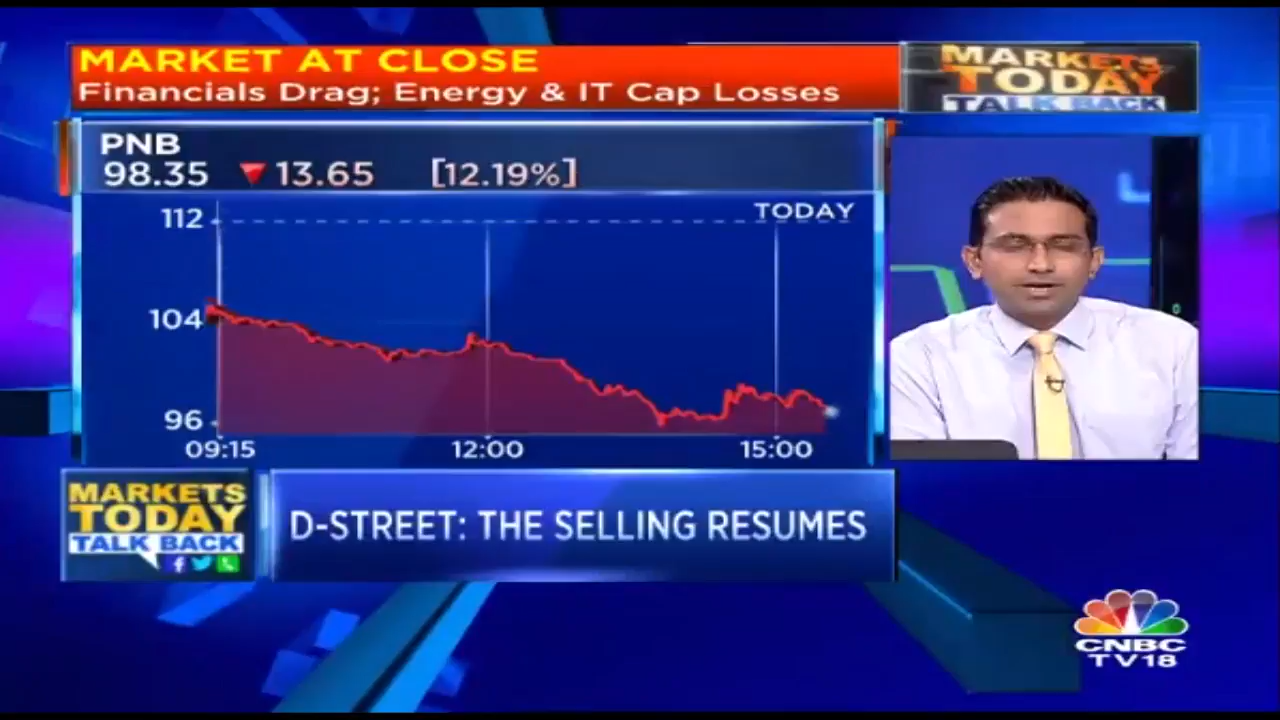 MARKET AT CLOSE
Financials Drag; Energy & IT Cap Losses
MARKETS
TODAY
TALK BACK
PNB
98.35 ▼ 13.65 [12.19%]
TODAY
112
104
96
09:15 12:00 15:00
MARKETS
TODAY
TALK BACK
D-STREET: THE SELLING RESUMES
CNBC
TV18